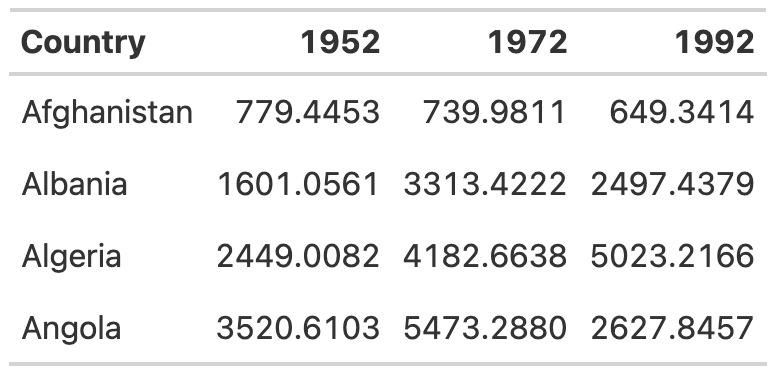 Country 1952 1972 1992
Afghanistan 779.4453 739.9811 649.3414
Albania 1601.0561 3313.4222 2497.4379
Algeria 2449.0082 4182.6638 5023.2166
Angola 3520.6103 5473.2880 2627.8457